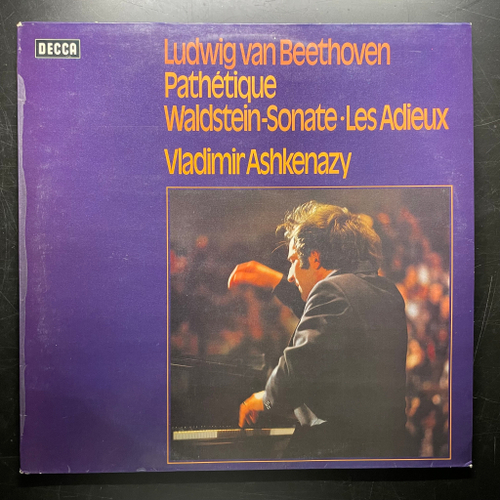 DECCA
Ludwig van Beethoven
Pathétique
Waldstein-Sonate · Les Adieux
Vladimir Ashkenazy